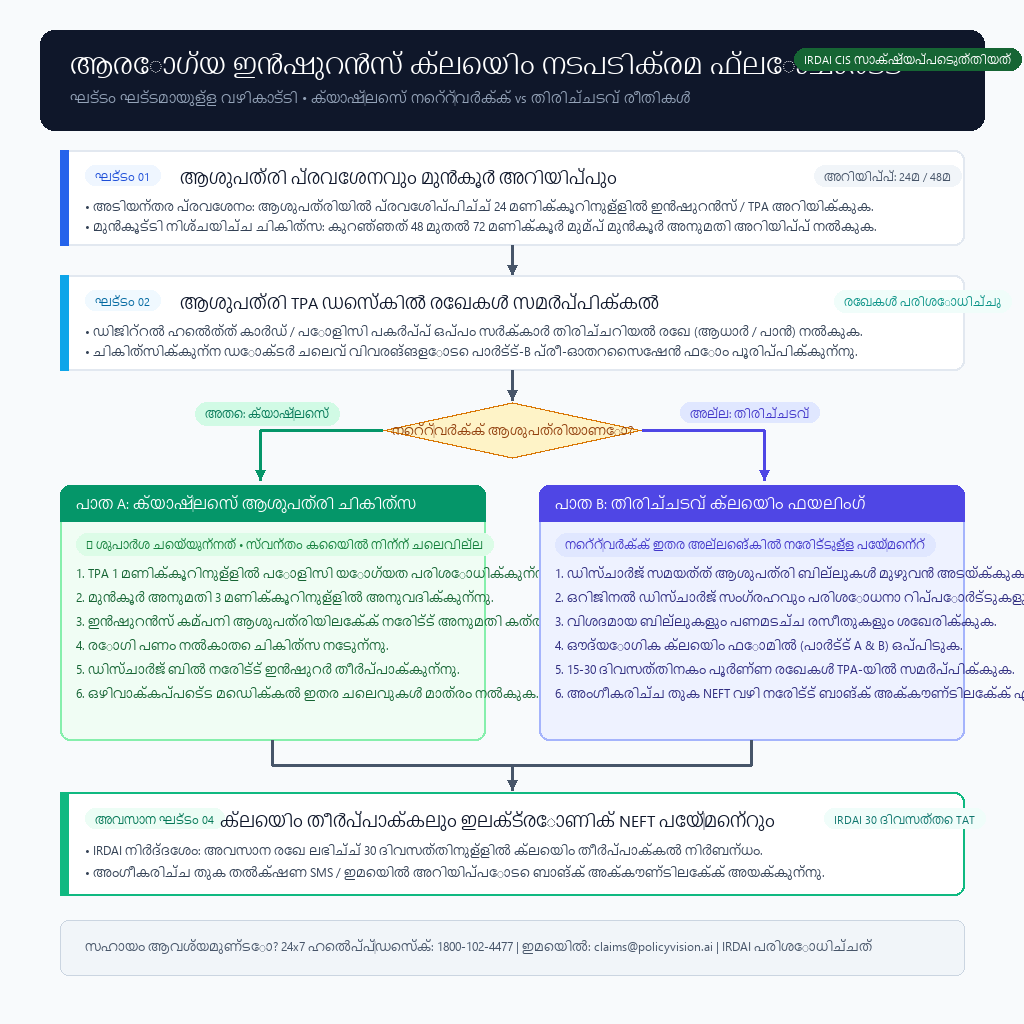 ആരോഗ്യ ഇൻഷുറൻസ് ക്ലെയിം നടപടിക്രമ ഫ്ലോചാർട്ട്
IRDAI CIS സാക്ഷ്യപ്പെടുത്തിയത്
ഘട്ടം ഘട്ടമായുള്ള വഴികാട്ടി • ക്യാഷ്‌ലെസ് നെറ്റ്‌വർക്ക് vs തിരിച്ചടവ് രീതികൾ
ഘട്ടം 01
ആശുപത്രി പ്രവേശനവും മുൻകൂർ അറിയിപ്പും
അറിയിപ്പ്: 24മ / 48മ
• അടിയന്തര പ്രവേശനം: ആശുപത്രിയിൽ പ്രവേശിപ്പിച്ച് 24 മണിക്കൂറിനുള്ളിൽ ഇൻഷുറൻസ് / TPA അറിയിക്കുക.
• മുൻകൂട്ടി നിശ്ചയിച്ച ചികിത്സ: കുറഞ്ഞത് 48 മുതൽ 72 മണിക്കൂർ മുമ്പ് മുൻകൂർ അനുമതി അറിയിപ്പ് നൽകുക.
ഘട്ടം 02
ആശുപത്രി TPA ഡെസ്കിൽ രേഖകൾ സമർപ്പിക്കൽ
രേഖകൾ പരിശോധിച്ചു
• ഡിജിറ്റൽ ഹെൽത്ത് കാർഡ് / പോളിസി പകർപ്പ് ഒപ്പം സർക്കാർ തിരിച്ചറിയൽ രേഖ (ആധാർ / പാൻ) നൽകുക.
• ചികിത്സിക്കുന്ന ഡോക്ടർ ചെലവ് വിവരങ്ങളോടെ പാർട്ട്-B പ്രീ-ഓതറൈസേഷൻ ഫോം പൂരിപ്പിക്കുന്നു.
അതെ: ക്യാഷ്‌ലെസ്
നെറ്റ്‌വർക്ക് ആശുപത്രിയാണോ?
അല്ല: തിരിച്ചടവ്
പാത A: ക്യാഷ്‌ലെസ് ആശുപത്രി ചികിത്സ
ശുപാർശ ചെയ്യുന്നത് • സ്വന്തം കൈയിൽ നിന്ന് ചെലവില്ല
1. TPA 1 മണിക്കൂറിനുള്ളിൽ പോളിസി യോഗ്യത പരിശോധിക്കുന്
2. മുൻകൂർ അനുമതി 3 മണിക്കൂറിനുള്ളിൽ അനുവദിക്കുന്നു.
3. ഇൻഷുറൻസ് കമ്പനി ആശുപത്രിയിലേക്ക് നേരിട്ട് അനുമതി കത്ത്
4. രോഗി പണം നൽകാതെ ചികിത്സ നേടുന്നു.
5. ഡിസ്ചാർജ് ബിൽ നേരിട്ട് ഇൻഷുറർ തീർപ്പാക്കുന്നു.
6. ഒഴിവാക്കപ്പെട്ട മെഡിക്കൽ ഇതര ചെലവുകൾ മാത്രം നൽകുക.
പാത B: തിരിച്ചടവ് ക്ലെയിം ഫയലിംഗ്
നെറ്റ്‌വർക്ക് ഇതര അല്ലെങ്കിൽ നേരിട്ടുള്ള പേയ്‌മെന്റ്
1. ഡിസ്ചാർജ് സമയത്ത് ആശുപത്രി ബില്ലുകൾ മുഴുവൻ അടയ്ക്കുക
2. ഒറിജിനൽ ഡിസ്ചാർജ് സംഗ്രഹവും പരിശോധനാ റിപ്പോർട്ടുകളു
3. വിശദമായ ബില്ലുകളും പണമടച്ച രസീതുകളും ശേഖരിക്കുക.
4. ഔദ്യോഗിക ക്ലെയിം ഫോമിൽ (പാർട്ട് A & B) ഒപ്പിടുക.
5. 15-30 ദിവസത്തിനകം പൂർണ്ണ രേഖകൾ TPA-യിൽ സമർപ്പിക്കുക.
6. അംഗീകരിച്ച തുക NEFT വഴി നേരിട്ട് ബാങ്ക് അക്കൗണ്ടിലേക്ക്
അവസാന ഘട്ടം 04
ക്ലെയിം തീർപ്പാക്കലും ഇലക്ട്രോണിക് NEFT പേയ്‌മെന്റും
IRDAI 30 ദിവസത്തെ TAT
• IRDAI നിർദ്ദേശം: അവസാന രേഖ ലഭിച്ച് 30 ദിവസത്തിനുള്ളിൽ ക്ലെയിം തീർപ്പാക്കൽ നിർബന്ധം.
• അംഗീകരിച്ച തുക തൽക്ഷണ SMS / ഇമെയിൽ അറിയിപ്പോടെ ബാങ്ക് അക്കൗണ്ടിലേക്ക് അയക്കുന്നു.
സഹായം ആവശ്യമുണ്ടോ? 24x7 ഹെൽപ്പ്‌ഡെസ്ക്: 1800-102-4477 | ഇമെയിൽ: claims@policyvision.ai | IRDAI പരിശോധിച്ചത്